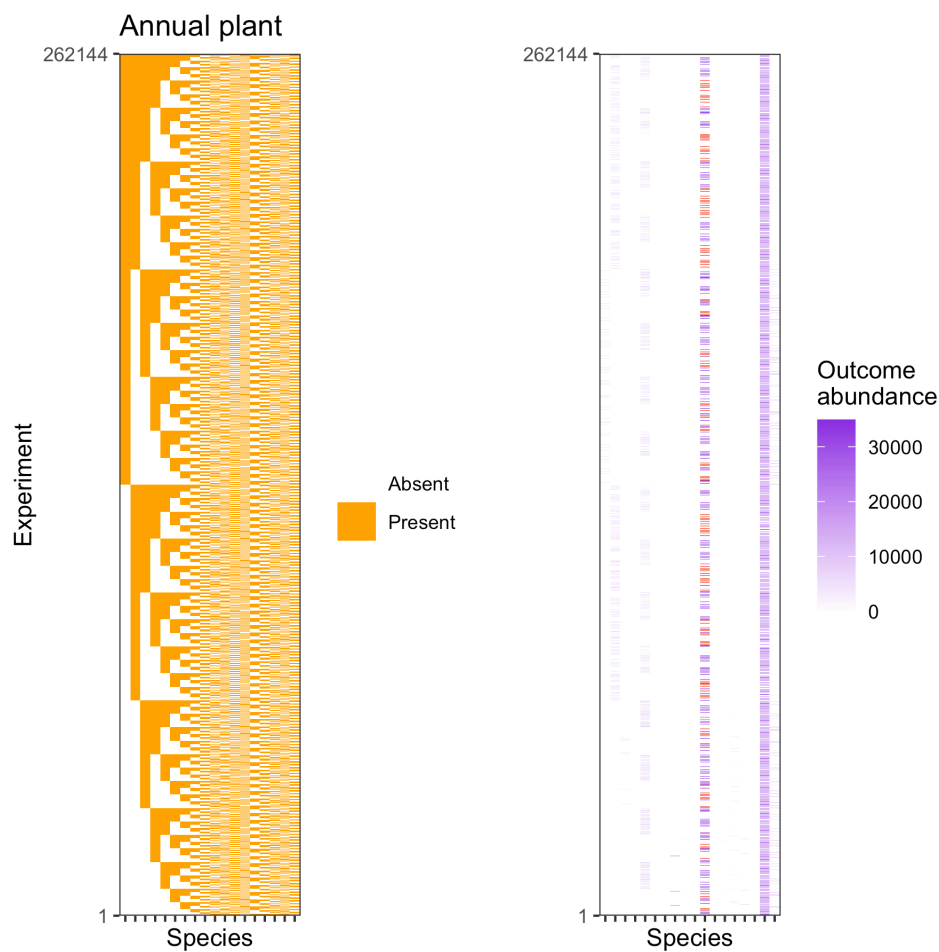 Annual plant
262144
262144
Experiment
Absent
Present
Outcome
abundance
30000
20000
10000
0
1
1
Species
Species